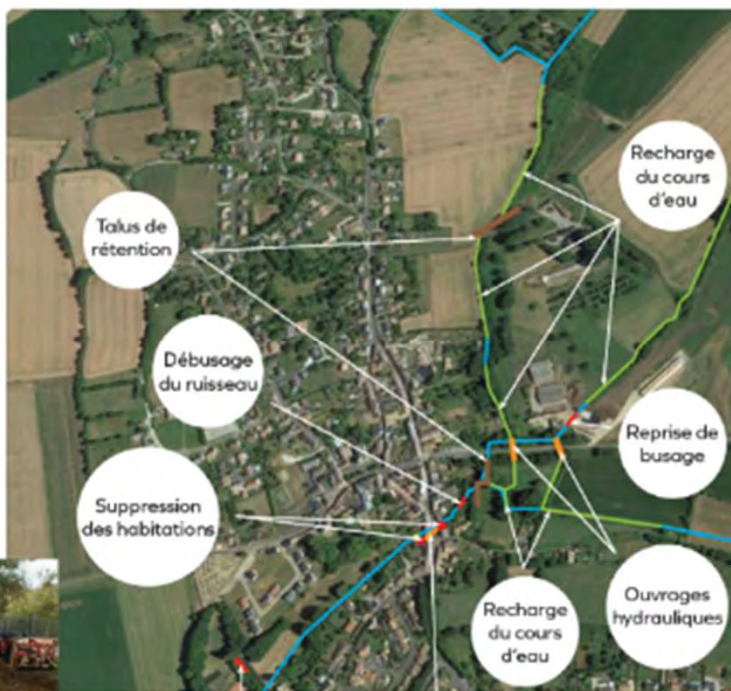 Recharge
du cours
d'eau
Talus de
rétention
Débusage
du ruisseau
Reprise de
busage
Suppression
des habitations
Ouvrages
hydrauliques
Recharge
du cours
d'eau